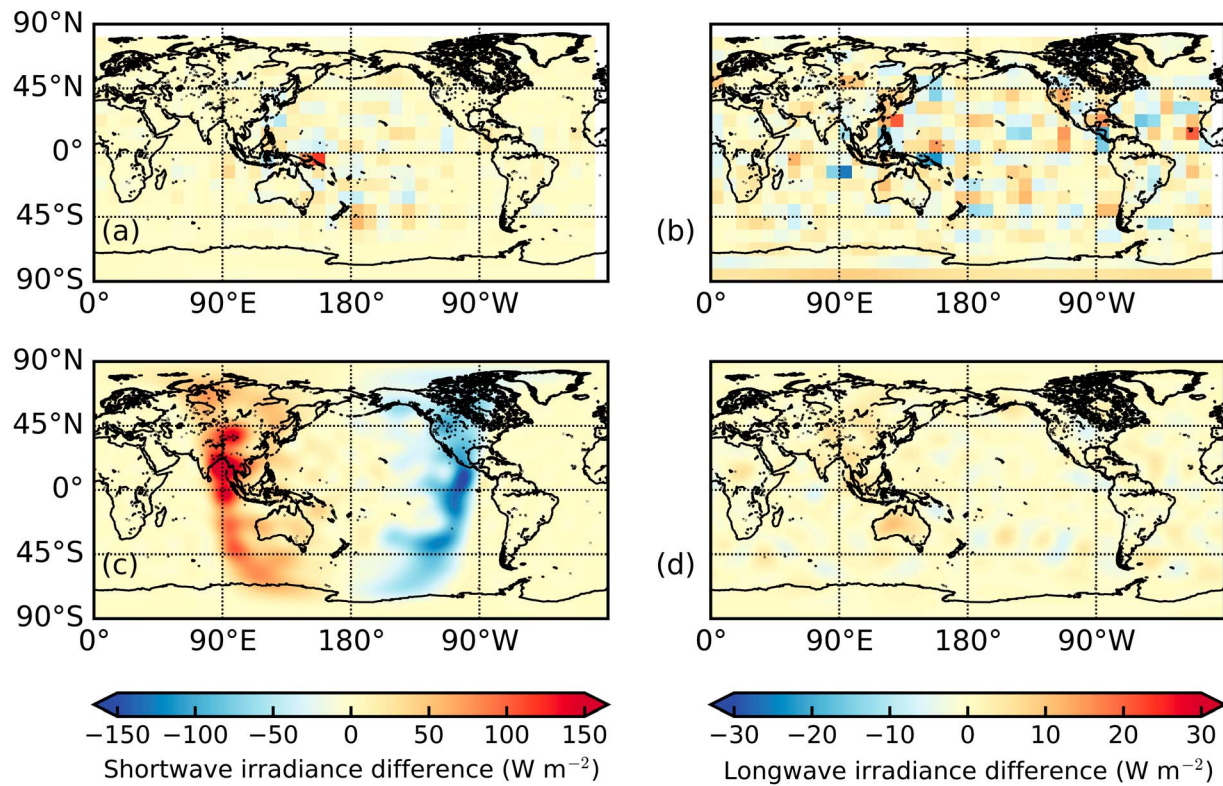 90°N
45°N
0°
45°S
90°S
(a)
(b)
0° 90°E 180° 90°W
0° 90°E 180° 90°W
90°N
45°N
0°
45°S
90°S
(c)
(d)
0° 90°E 180° 90°W
0° 90°E 180° 90°W
−150 −100 −50 0 50 100 150
−30 −20 −10 0 10 20 30
Shortwave irradiance difference (W m⁻²)
Longwave irradiance difference (W m⁻²)